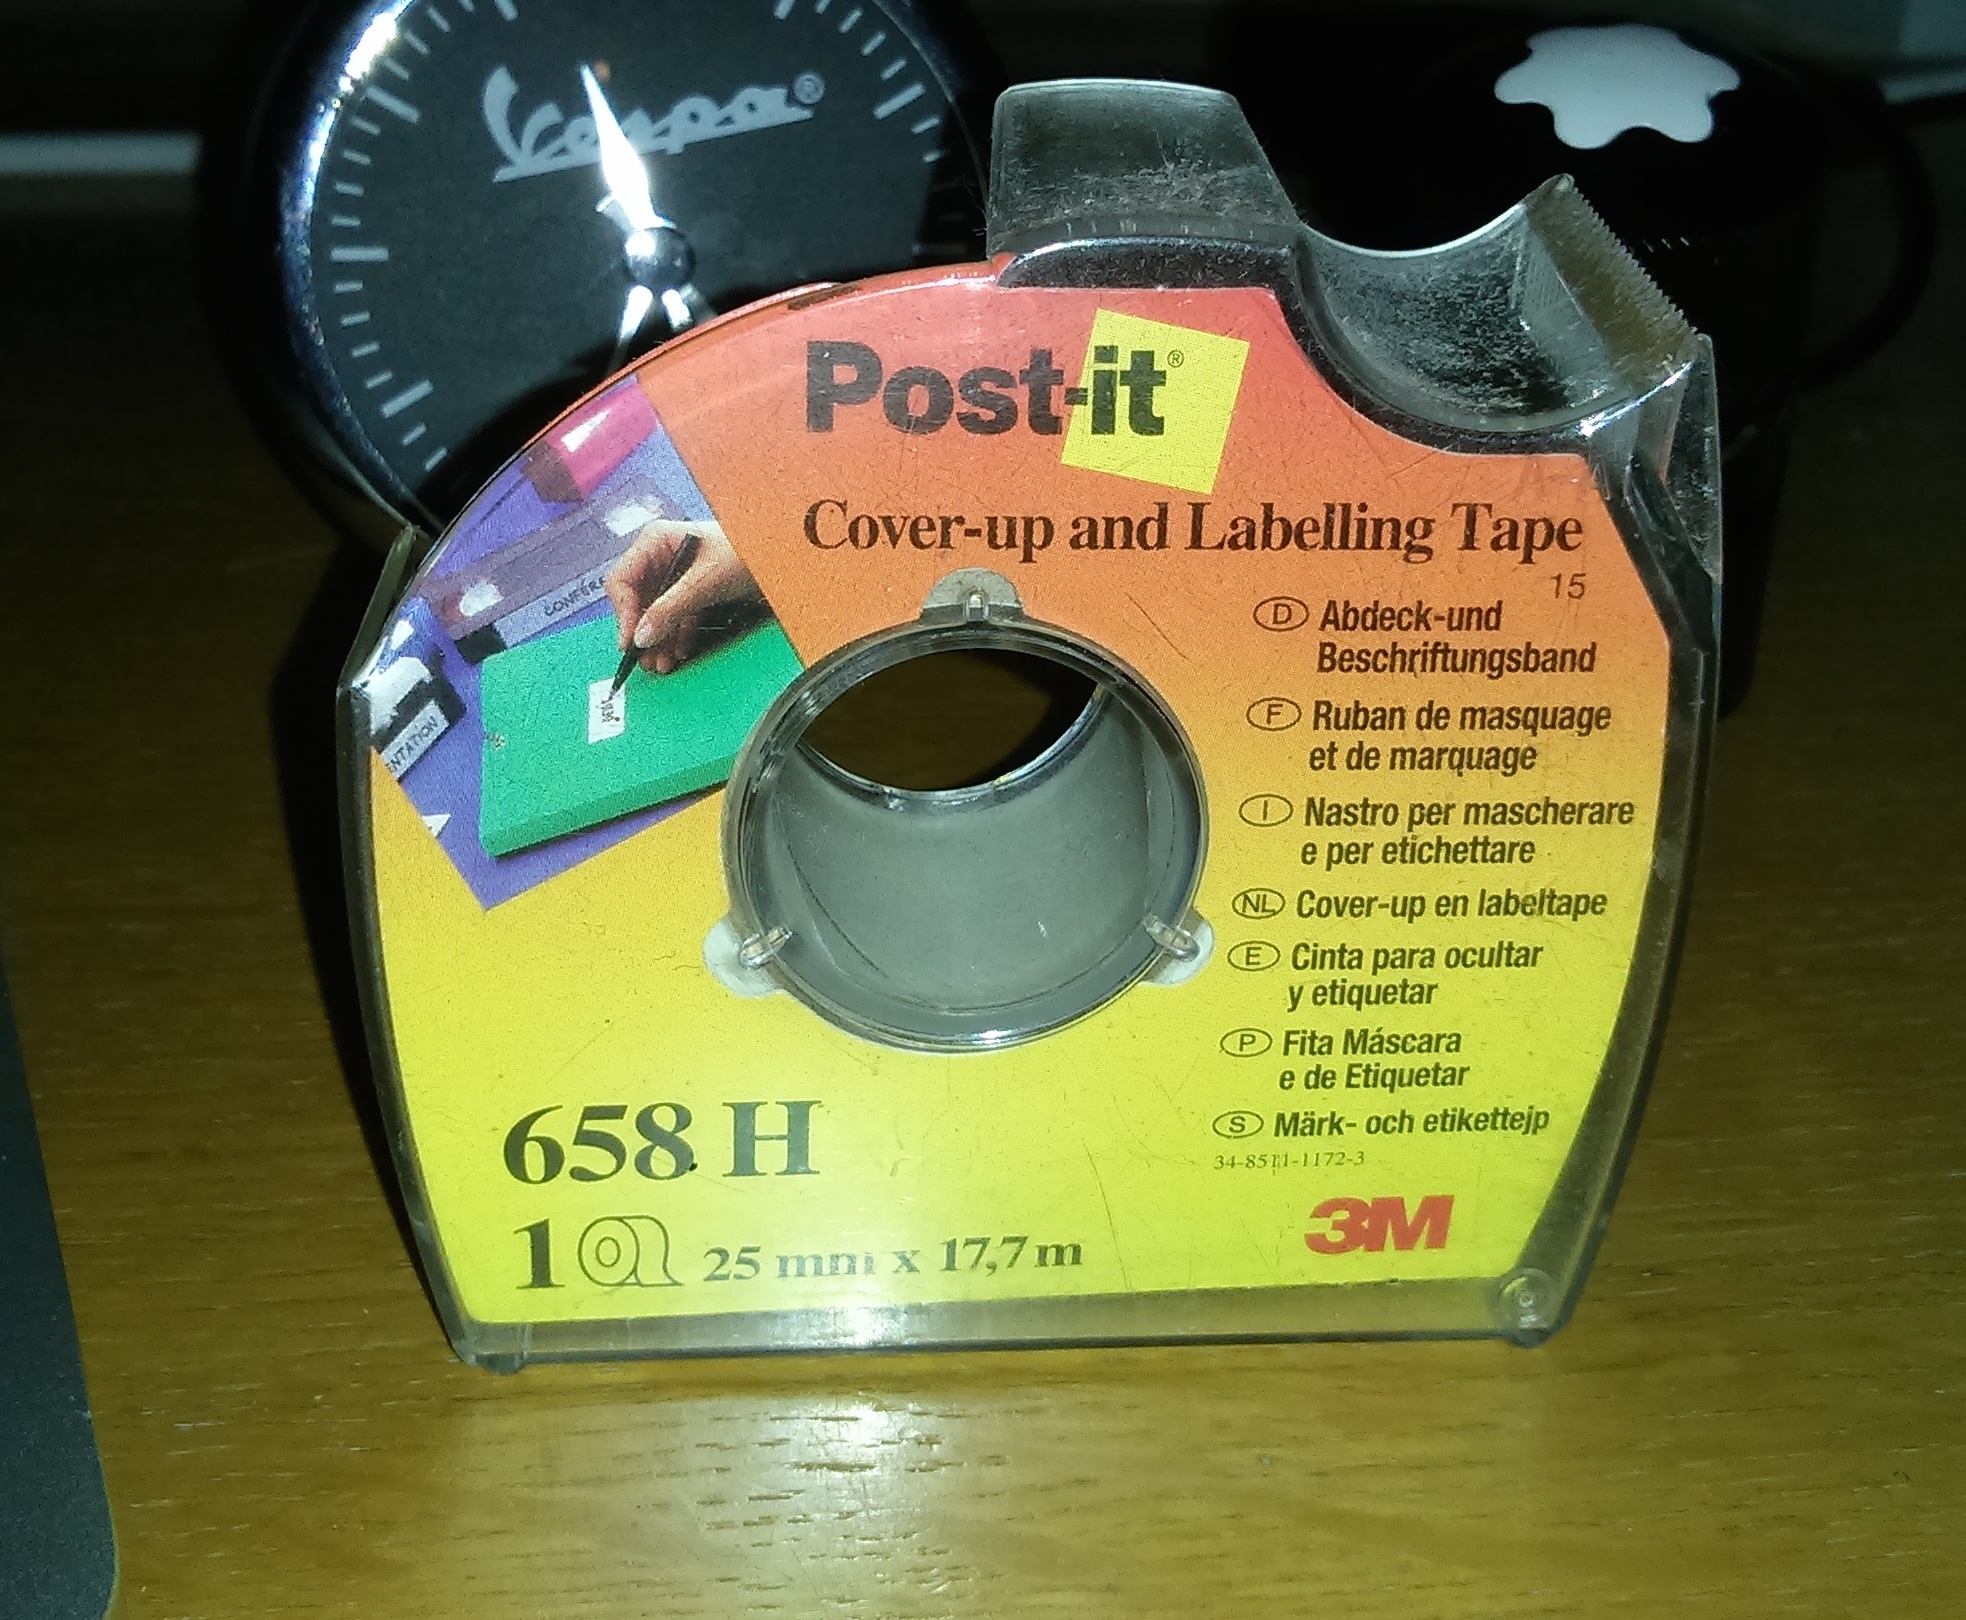 Vespa®
Post-it®
Cover-up and Labelling Tape
15
D Abdeck-und
Beschriftungsband
F Ruban de masquage
et de marquage
I Nastro per mascherare
e per etichettare
NL Cover-up en labeltape
E Cinta para ocultar
y etiquetar
P Fita Máscara
e de Etiquetar
S Märk- och etikettejp
34-8511-1172-3
3M
CONFÉRE
ENTATION
658 H
1 25 mm x 17,7 m